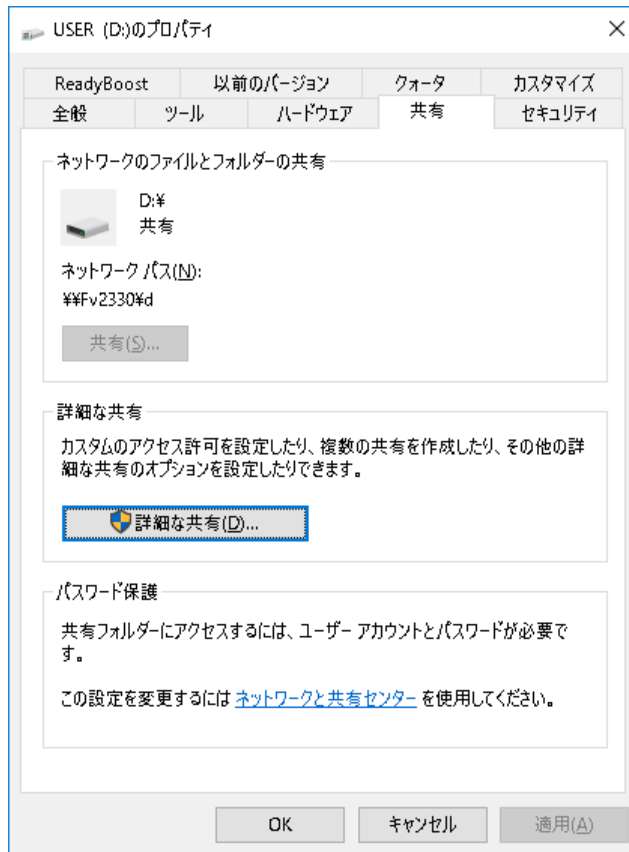 USER (D:)のプロパティ
ReadyBoost 以前のバージョン クォータ カスタマイズ
全般 ツール ハードウェア 共有 セキュリティ
ネットワークのファイルとフォルダーの共有
D:¥
共有
ネットワーク パス(N):
¥¥Fv2330¥d
共有(S)...
詳細な共有
カスタムのアクセス許可を設定したり、複数の共有を作成したり、その他の詳
細な共有のオプションを設定したりできます。
詳細な共有(D)...
パスワード保護
共有フォルダーにアクセスするには、ユーザー アカウントとパスワードが必要で
す。
この設定を変更するには ネットワークと共有センター を使用してください。
OK キャンセル 適用(A)